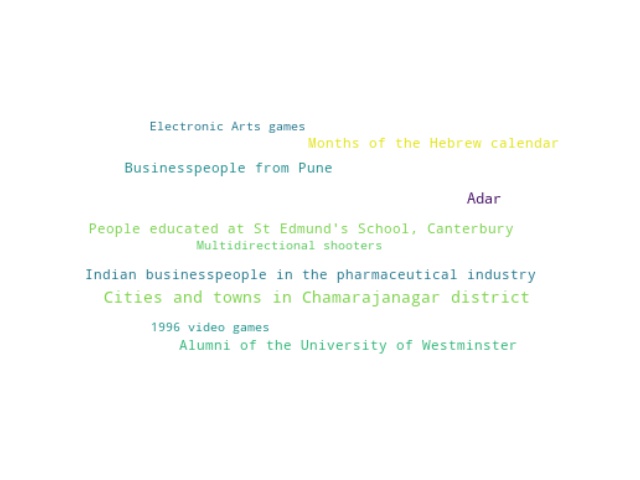 Electronic Arts games
Months of the Hebrew calendar
Businesspeople from Pune
Adar
People educated at St Edmund's School, Canterbury
Multidirectional shooters
Indian businesspeople in the pharmaceutical industry
Cities and towns in Chamarajanagar district
1996 video games
Alumni of the University of Westminster